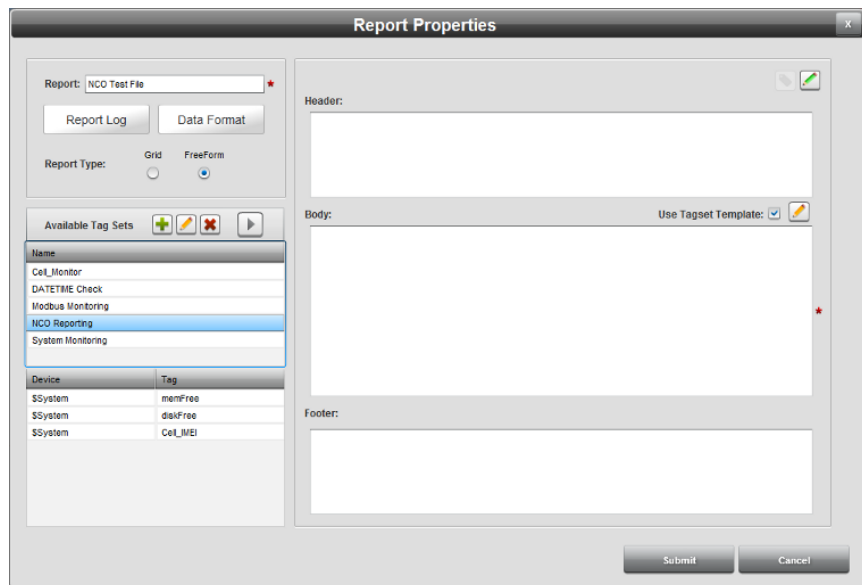 Report Properties
x
Report: NCO Test File *
Report Log Data Format
Report Type: Grid FreeForm
Available Tag Sets
Name
Cell_Monitor
DATETIME Check
Modbus Monitoring
NCO Reporting
System Monitoring
Device Tag
$System memFree
$System diskFree
$System Cell_IMEI
Header:
Body: Use Tagset Template:
*
Footer:
Submit Cancel